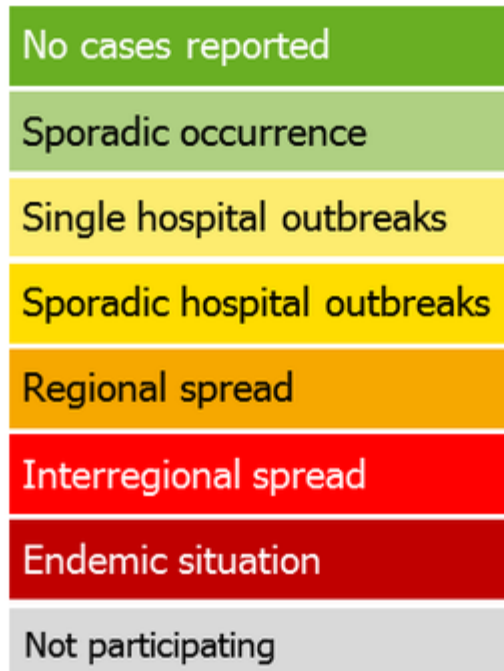 No cases reported
Sporadic occurrence
Single hospital outbreaks
Sporadic hospital outbreaks
Regional spread
Interregional spread
Endemic situation
Not participating